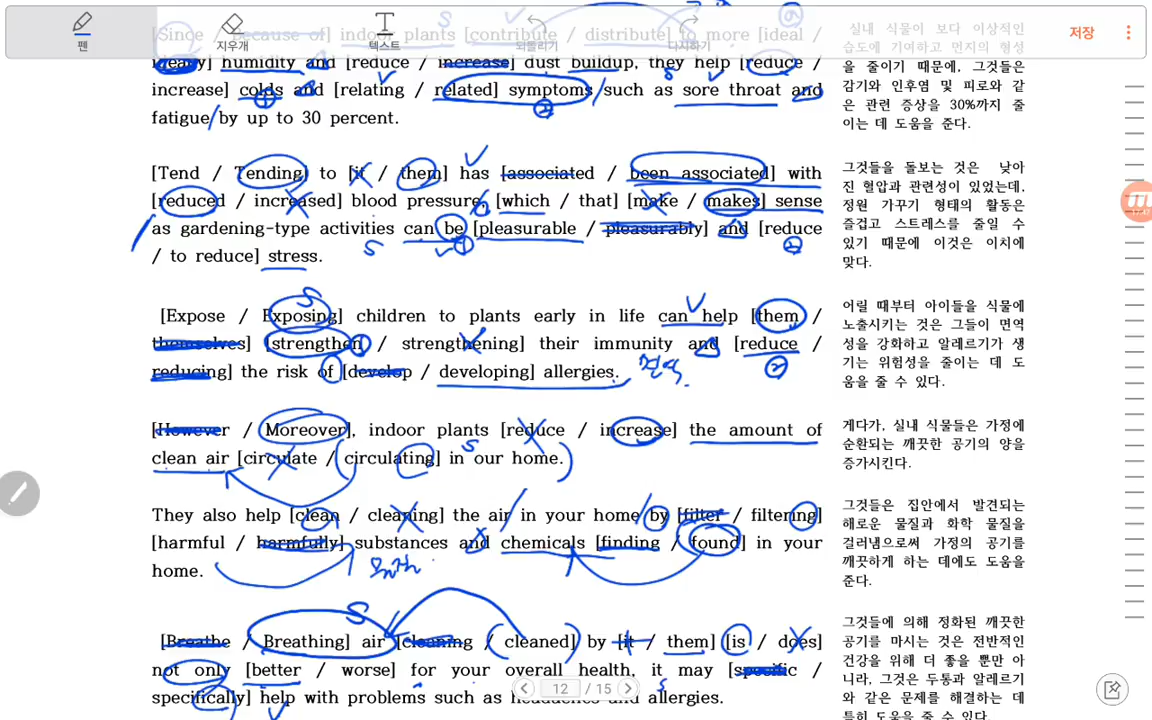 펜
지우개
텍스트
되돌리기
다시하기
저장
[Since / because of] indoor plants [contribute / distribute] to more [ideal /
ideally] humidity and [reduce / increase] dust buildup, they help [reduce /
increase] colds and [relating / related] symptoms such as sore throat and
fatigue by up to 30 percent.
실내 식물이 보다 이상적인
습도에 기여하고 먼지의 형성
을 줄이기 때문에, 그것들은
감기와 인후염 및 피로와 같
은 관련 증상을 30%까지 줄
이는 데 도움을 준다.
[Tend / Tending] to [it / them] has [associated / been associated] with
[reduced / increased] blood pressure, [which / that] [make / makes] sense
as gardening-type activities can be [pleasurable / pleasurably] and [reduce
/ to reduce] stress.
그것들을 돌보는 것은 낮아
진 혈압과 관련성이 있었는데,
정원 가꾸기 형태의 활동은
즐겁고 스트레스를 줄일 수
있기 때문에 이것은 이치에
맞다.
[Expose / Exposing] children to plants early in life can help [them /
themselves] [strengthen / strengthening] their immunity and [reduce /
reducing] the risk of [develop / developing] allergies.
면역
어릴 때부터 아이들을 식물에
노출시키는 것은 그들이 면역
성을 강화하고 알레르기가 생
기는 위험성을 줄이는 데 도
움을 줄 수 있다.
[However / Moreover], indoor plants [reduce / increase] the amount of
clean air [circulate / circulating] in our home.
게다가, 실내 식물들은 가정에
순환되는 깨끗한 공기의 양을
증가시킨다.
They also help [clean / cleaning] the air in your home by [filter / filtering]
[harmful / harmfully] substances and chemicals [finding / found] in your
home.
물질
그것들은 집안에서 발견되는
해로운 물질과 화학 물질을
걸러냄으로써 가정의 공기를
깨끗하게 하는 데에도 도움을
준다.
[Breathe / Breathing] air [cleaning / cleaned] by [it / them] [is / does]
not only [better / worse] for your overall health, it may [specific /
specifically] help with problems such as headaches and allergies.
그것들에 의해 정화된 깨끗한
공기를 마시는 것은 전반적인
건강을 위해 더 좋을 뿐만 아
니라, 그것은 두통과 알레르기
와 같은 문제를 해결하는 데
특히 도움을 줄 수 있다.
12 / 15